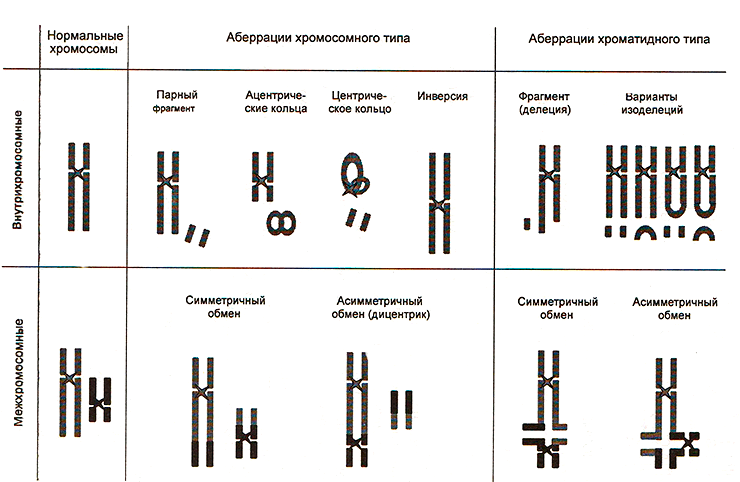 Нормальные
хромосомы
Аберрации хромосомного типа
Аберрации хроматидного типа
Внутрихромосомные
Парный
фрагмент
Ацентриче-
ские кольца
Центриче-
ское кольцо
Инверсия
Фрагмент
(делеция)
Варианты
изоделеций
Межхромосомные
Симметричный
обмен
Асимметричный
обмен (дицентрик)
Симметричный
обмен
Асимметричный
обмен